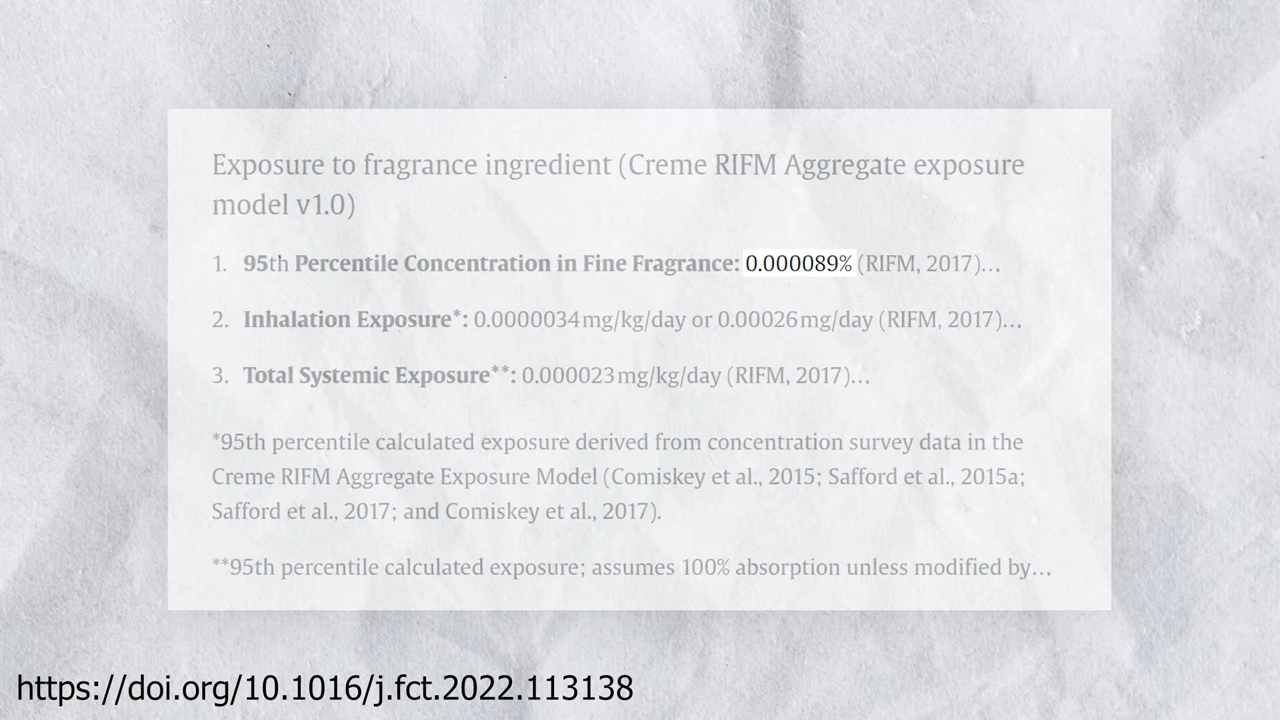 Exposure to fragrance ingredient (Creme RIFM Aggregate exposure
model v1.0)
1. 95th Percentile Concentration in Fine Fragrance: 0.000089% (RIFM, 2017)…
2. Inhalation Exposure*: 0.0000034 mg/kg/day or 0.00026 mg/day (RIFM, 2017)…
3. Total Systemic Exposure**: 0.000023 mg/kg/day (RIFM, 2017)…
*95th percentile calculated exposure derived from concentration survey data in the
Creme RIFM Aggregate Exposure Model (Comiskey et al., 2015; Safford et al., 2015a;
Safford et al., 2017; and Comiskey et al., 2017).
**95th percentile calculated exposure; assumes 100% absorption unless modified by…
https://doi.org/10.1016/j.fct.2022.113138